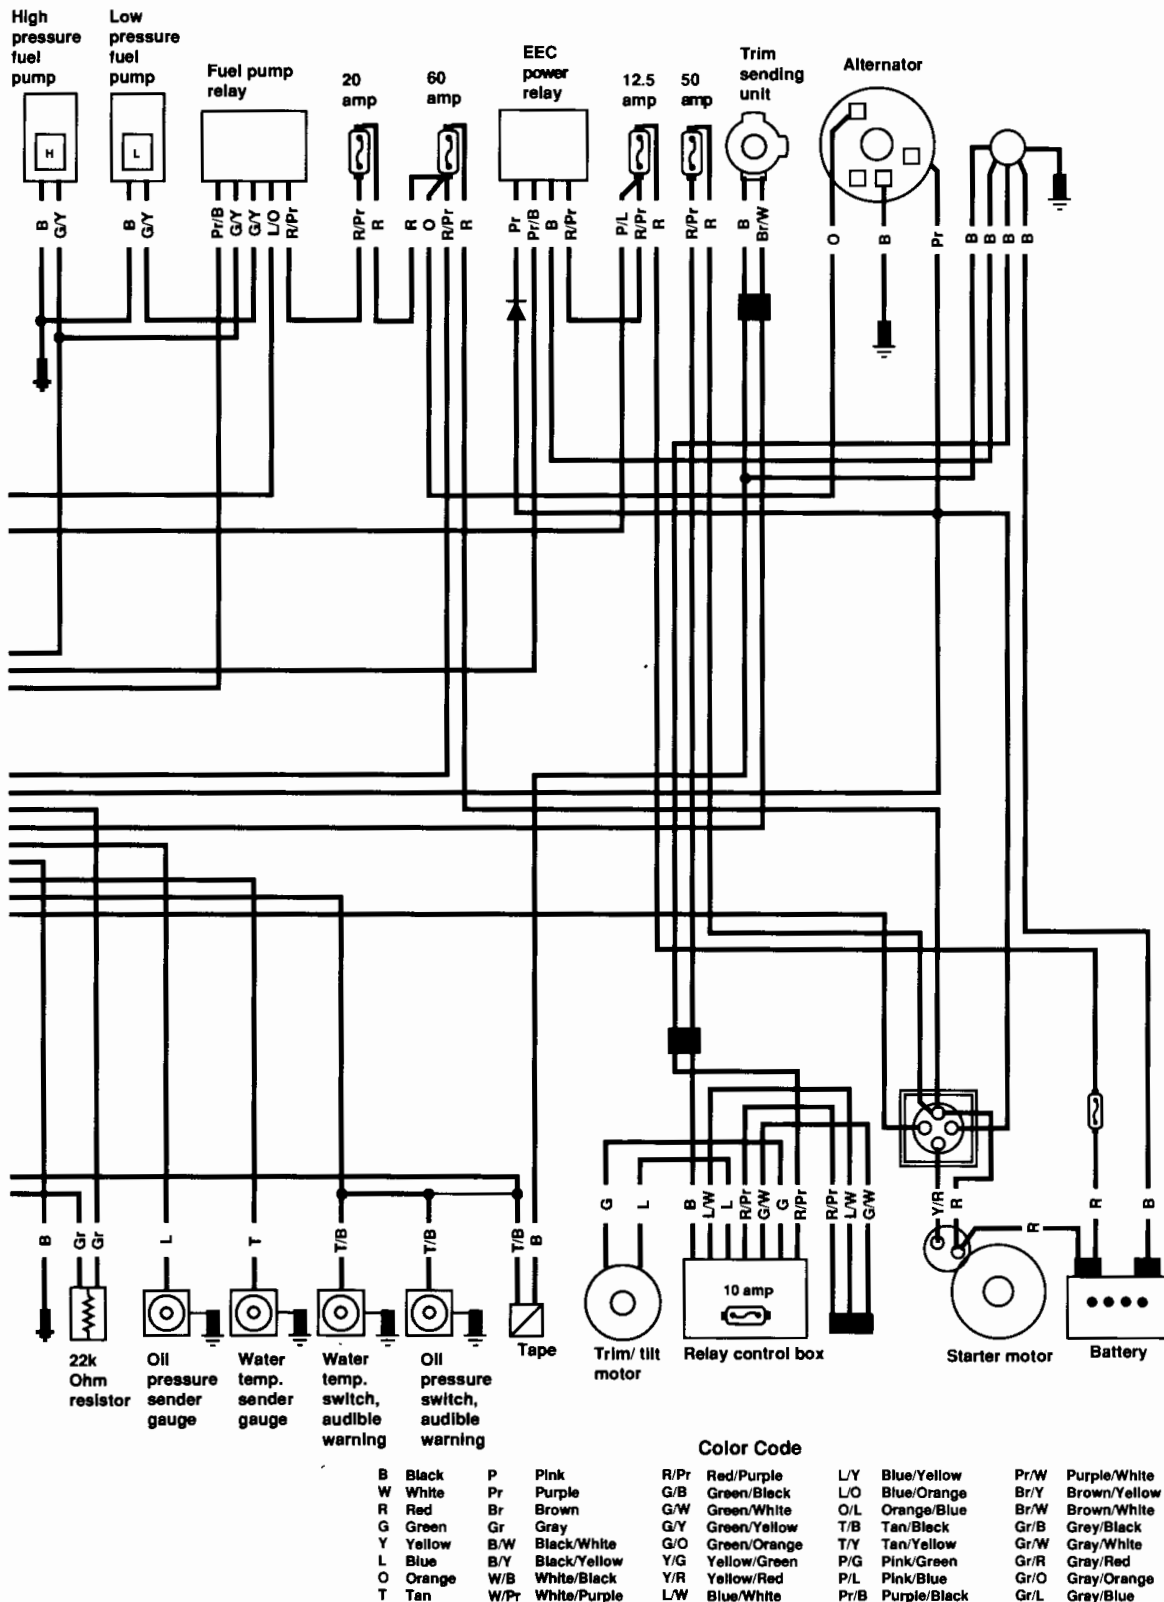 High
pressure
fuel
pump
Low
pressure
fuel
pump
Fuel pump
relay
20
amp
60
amp
EEC
power
relay
12.5
amp
50
amp
Trim
sending
unit
Alternator
H
L
B
G/Y
B
G/Y
Pr/B
G/Y
G/Y
L/O
R/Pr
R/Pr
R
R
O
R/Pr
R
Pr
Pr/B
B
R/Pr
P/L
R/Pr
R
R/Pr
R
B
Br/W
O
B
Pr
B
B
B
B
B
Gr
Gr
L
T
T/B
T/B
T/B
B
G
L
B
L/W
L
R/Pr
G/W
G
R/Pr
R/Pr
L/W
G/W
Y/R
R
R
R
B
10 amp
22k
Ohm
resistor
Oil
pressure
sender
gauge
Water
temp.
sender
gauge
Water
temp.
switch,
audible
warning
Oil
pressure
switch,
audible
warning
Tape
Trim/ tilt
motor
Relay control box
Starter motor
Battery
Color Code
B Black P Pink R/Pr Red/Purple L/Y Blue/Yellow Pr/W Purple/White
W White Pr Purple G/B Green/Black L/O Blue/Orange Br/Y Brown/Yellow
R Red Br Brown G/W Green/White O/L Orange/Blue Br/W Brown/White
G Green Gr Gray G/Y Green/Yellow T/B Tan/Black Gr/B Grey/Black
Y Yellow B/W Black/White G/O Green/Orange T/Y Tan/Yellow Gr/W Gray/White
L Blue B/Y Black/Yellow Y/G Yellow/Green P/G Pink/Green Gr/R Gray/Red
O Orange W/B White/Black Y/R Yellow/Red P/L Pink/Blue Gr/O Gray/Orange
T Tan W/Pr White/Purple L/W Blue/White Pr/B Purple/Black Gr/L Gray/Blue